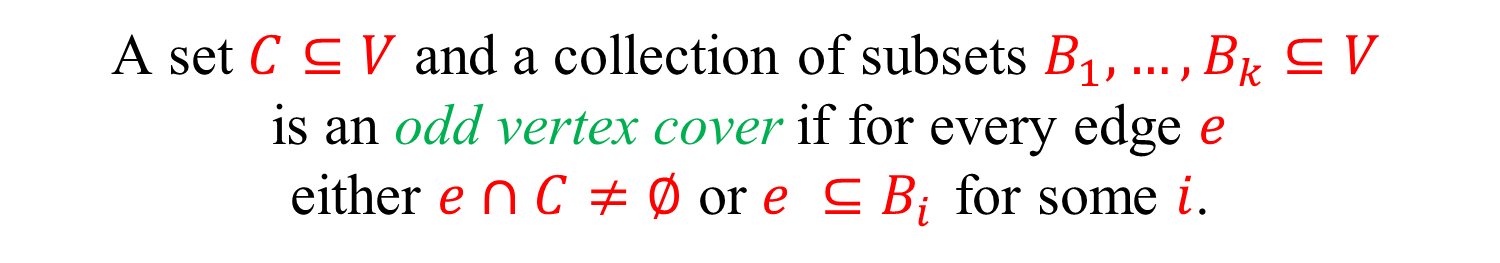 A set C ⊆ V and a collection of subsets B₁, … , Bₖ ⊆ V
is an odd vertex cover if for every edge e
either e ∩ C ≠ ∅ or e ⊆ Bᵢ for some i.